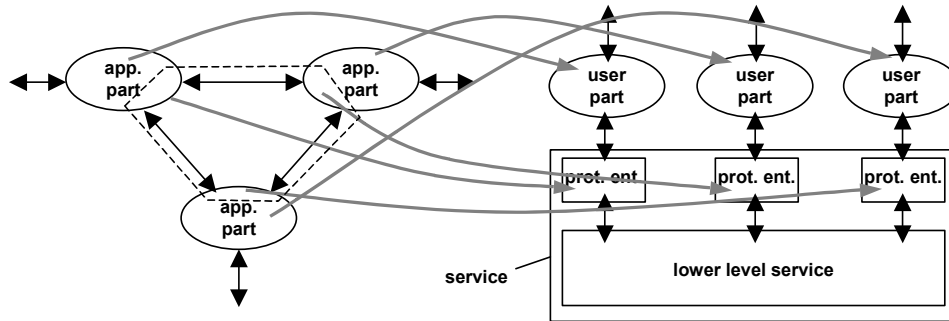 app.
part
app.
part
app.
part
user
part
user
part
user
part
prot. ent.
prot. ent.
prot. ent.
service
lower level service